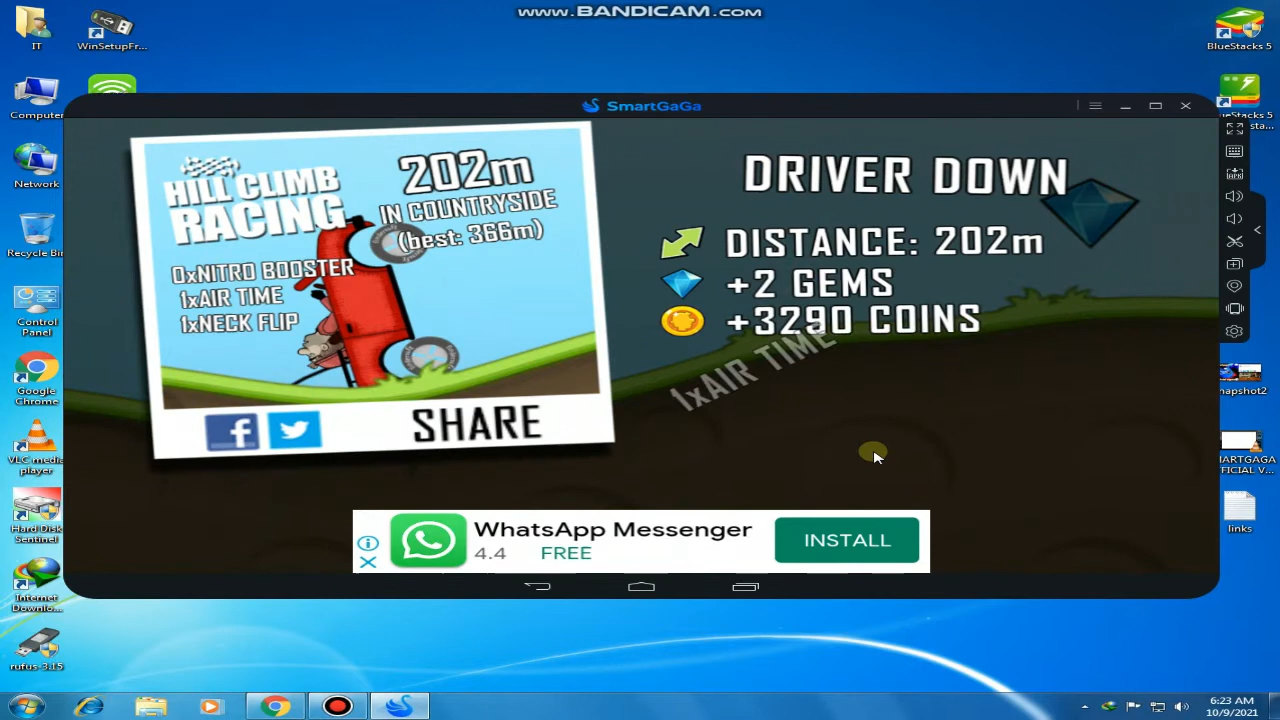 www.BANDICAM.com
IT
WinSetupFr...
BlueStacks 5
Computer
Network
Recycle Bin
Control
Panel
Google
Chrome
VLC media
player
Hard Disk
Sentinel
Internet
Downlo...
rufus-3.15
links
SmartGaGa
HILL CLIMB
RACING
202m
IN COUNTRYSIDE
(best: 366m)
0xNITRO BOOSTER
1xAIR TIME
1xNECK FLIP
SHARE
DRIVER DOWN
DISTANCE: 202m
+2 GEMS
+3290 COINS
1xAIR TIME
WhatsApp Messenger
4.4 FREE
INSTALL
6:23 AM
10/9/2021